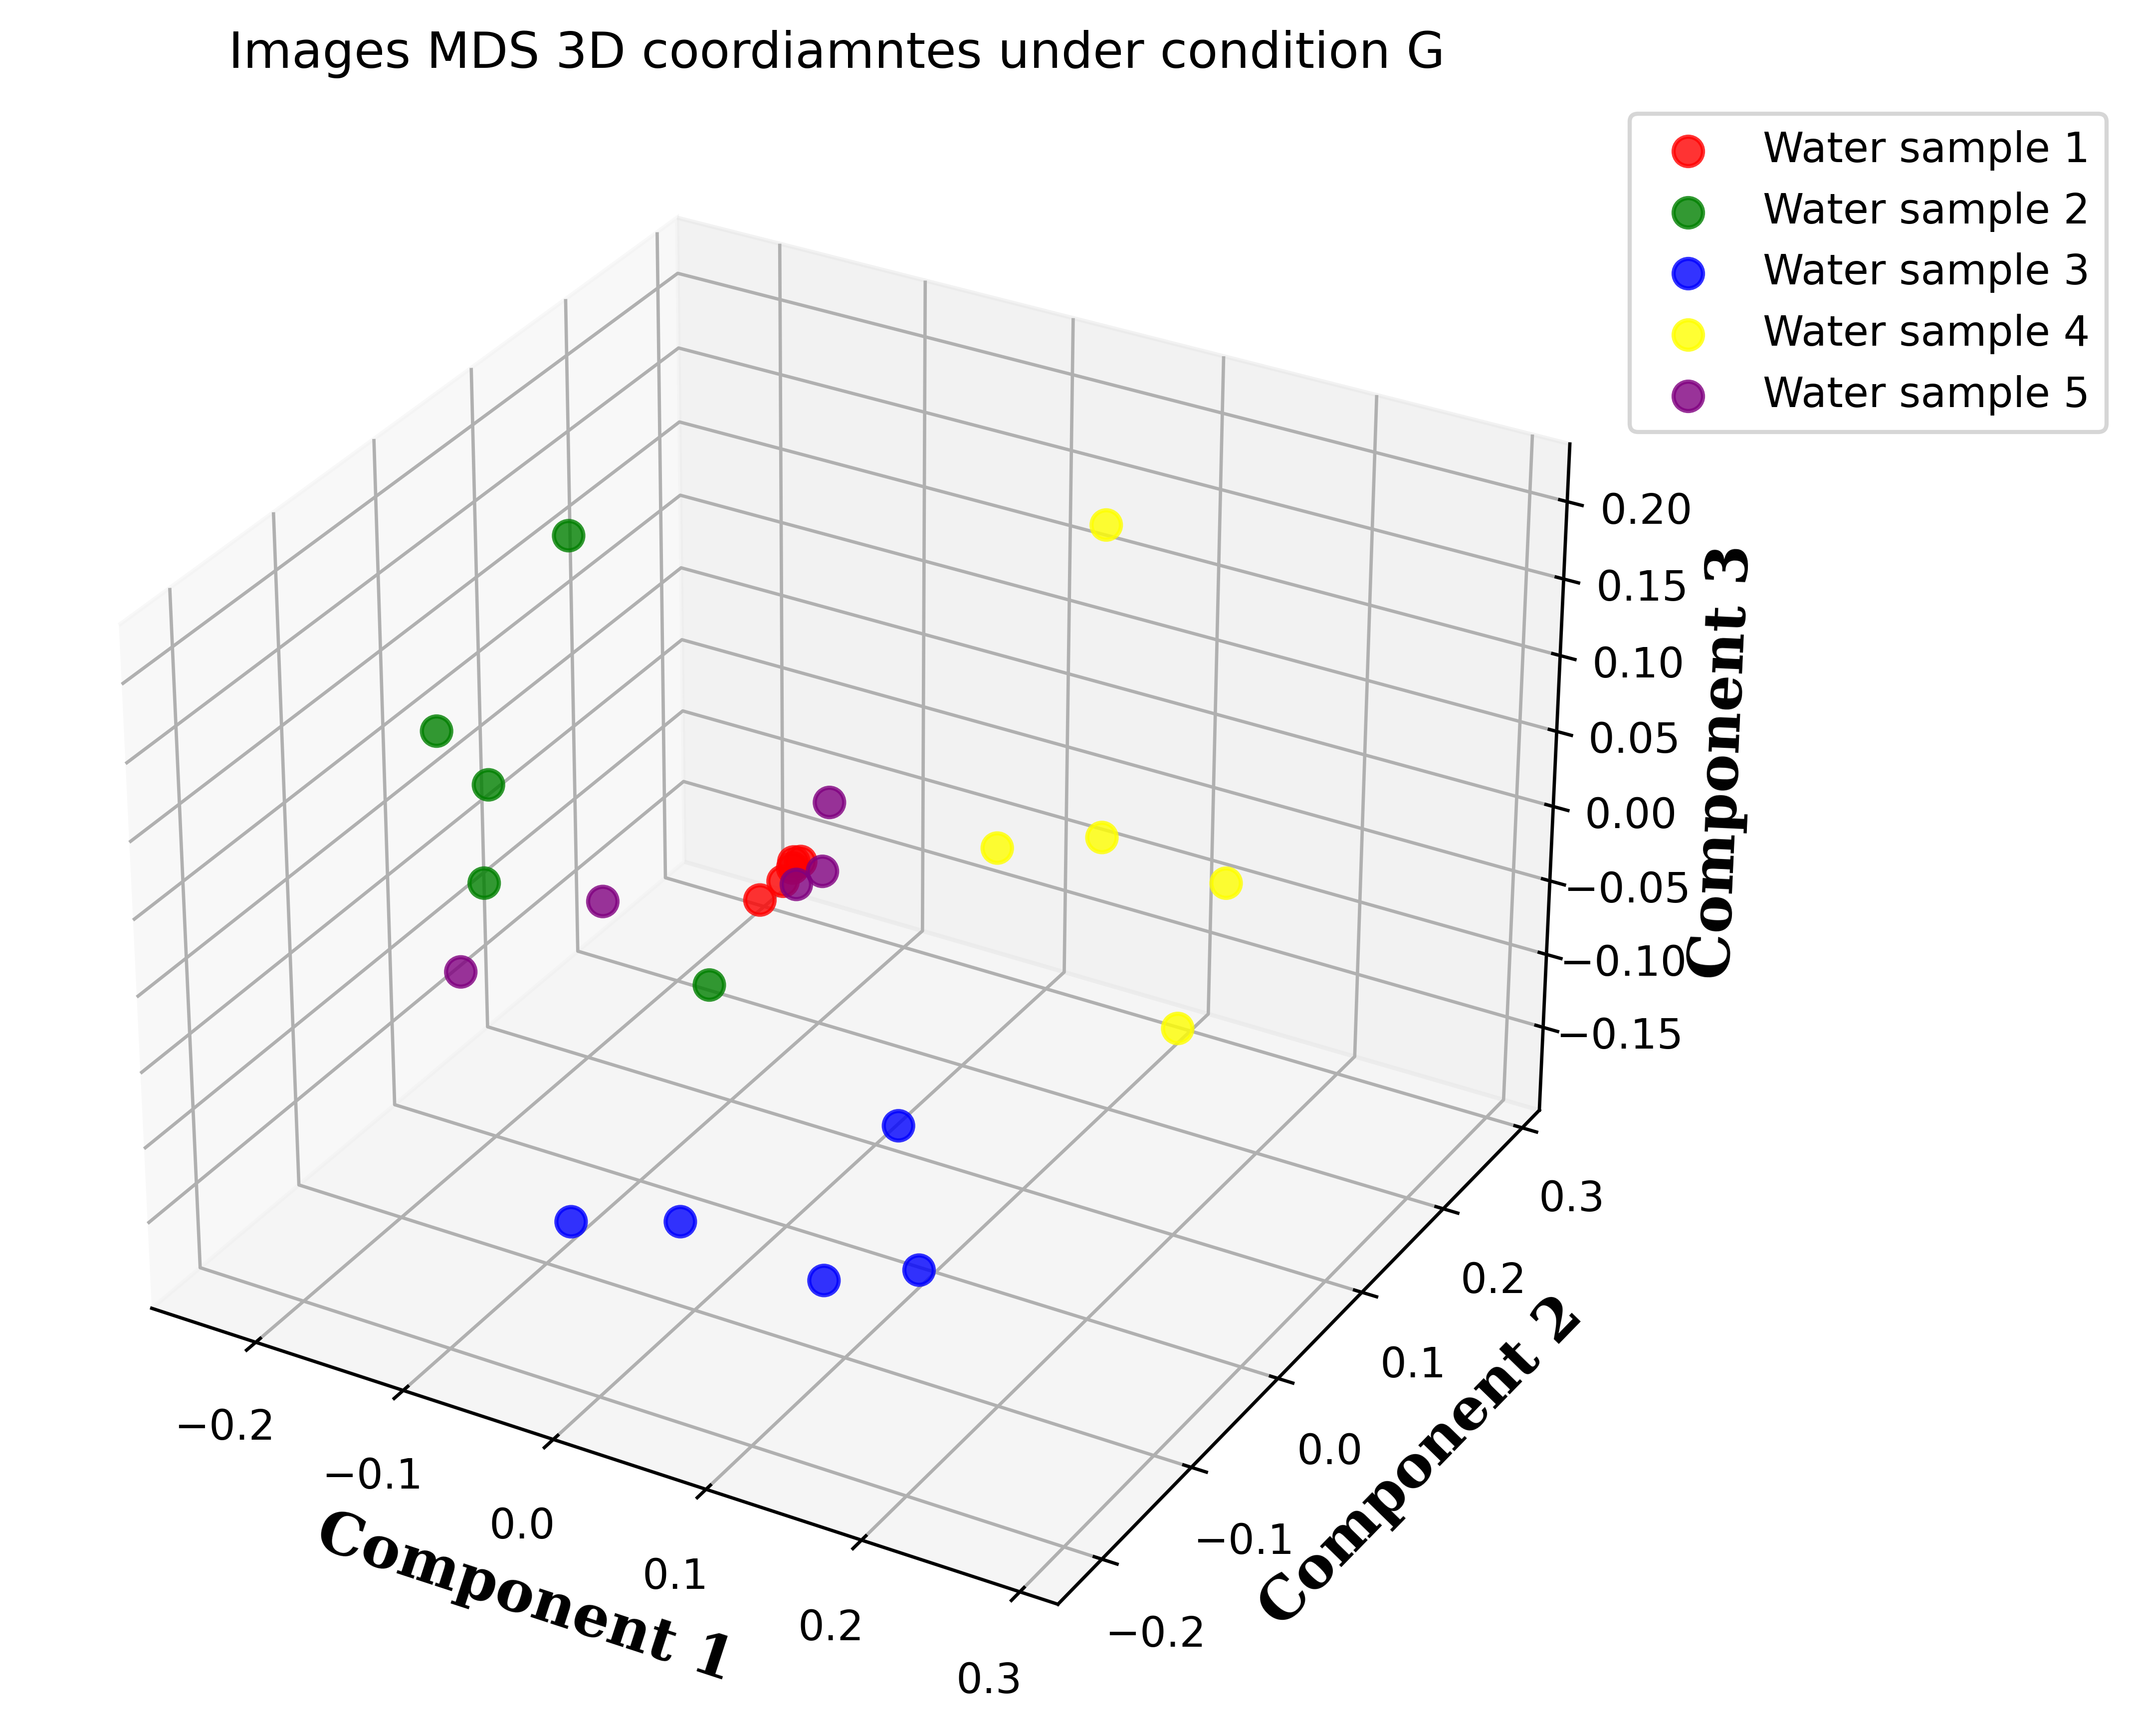 Images MDS 3D coordiamntes under condition G
Water sample 1
Water sample 2
Water sample 3
Water sample 4
Water sample 5
0.20
0.15
0.10
0.05
0.00
−0.05
−0.10
−0.15
Component 3
0.3
0.2
0.1
0.0
−0.1
−0.2
Component 2
−0.2
−0.1
0.0
0.1
0.2
0.3
Component 1